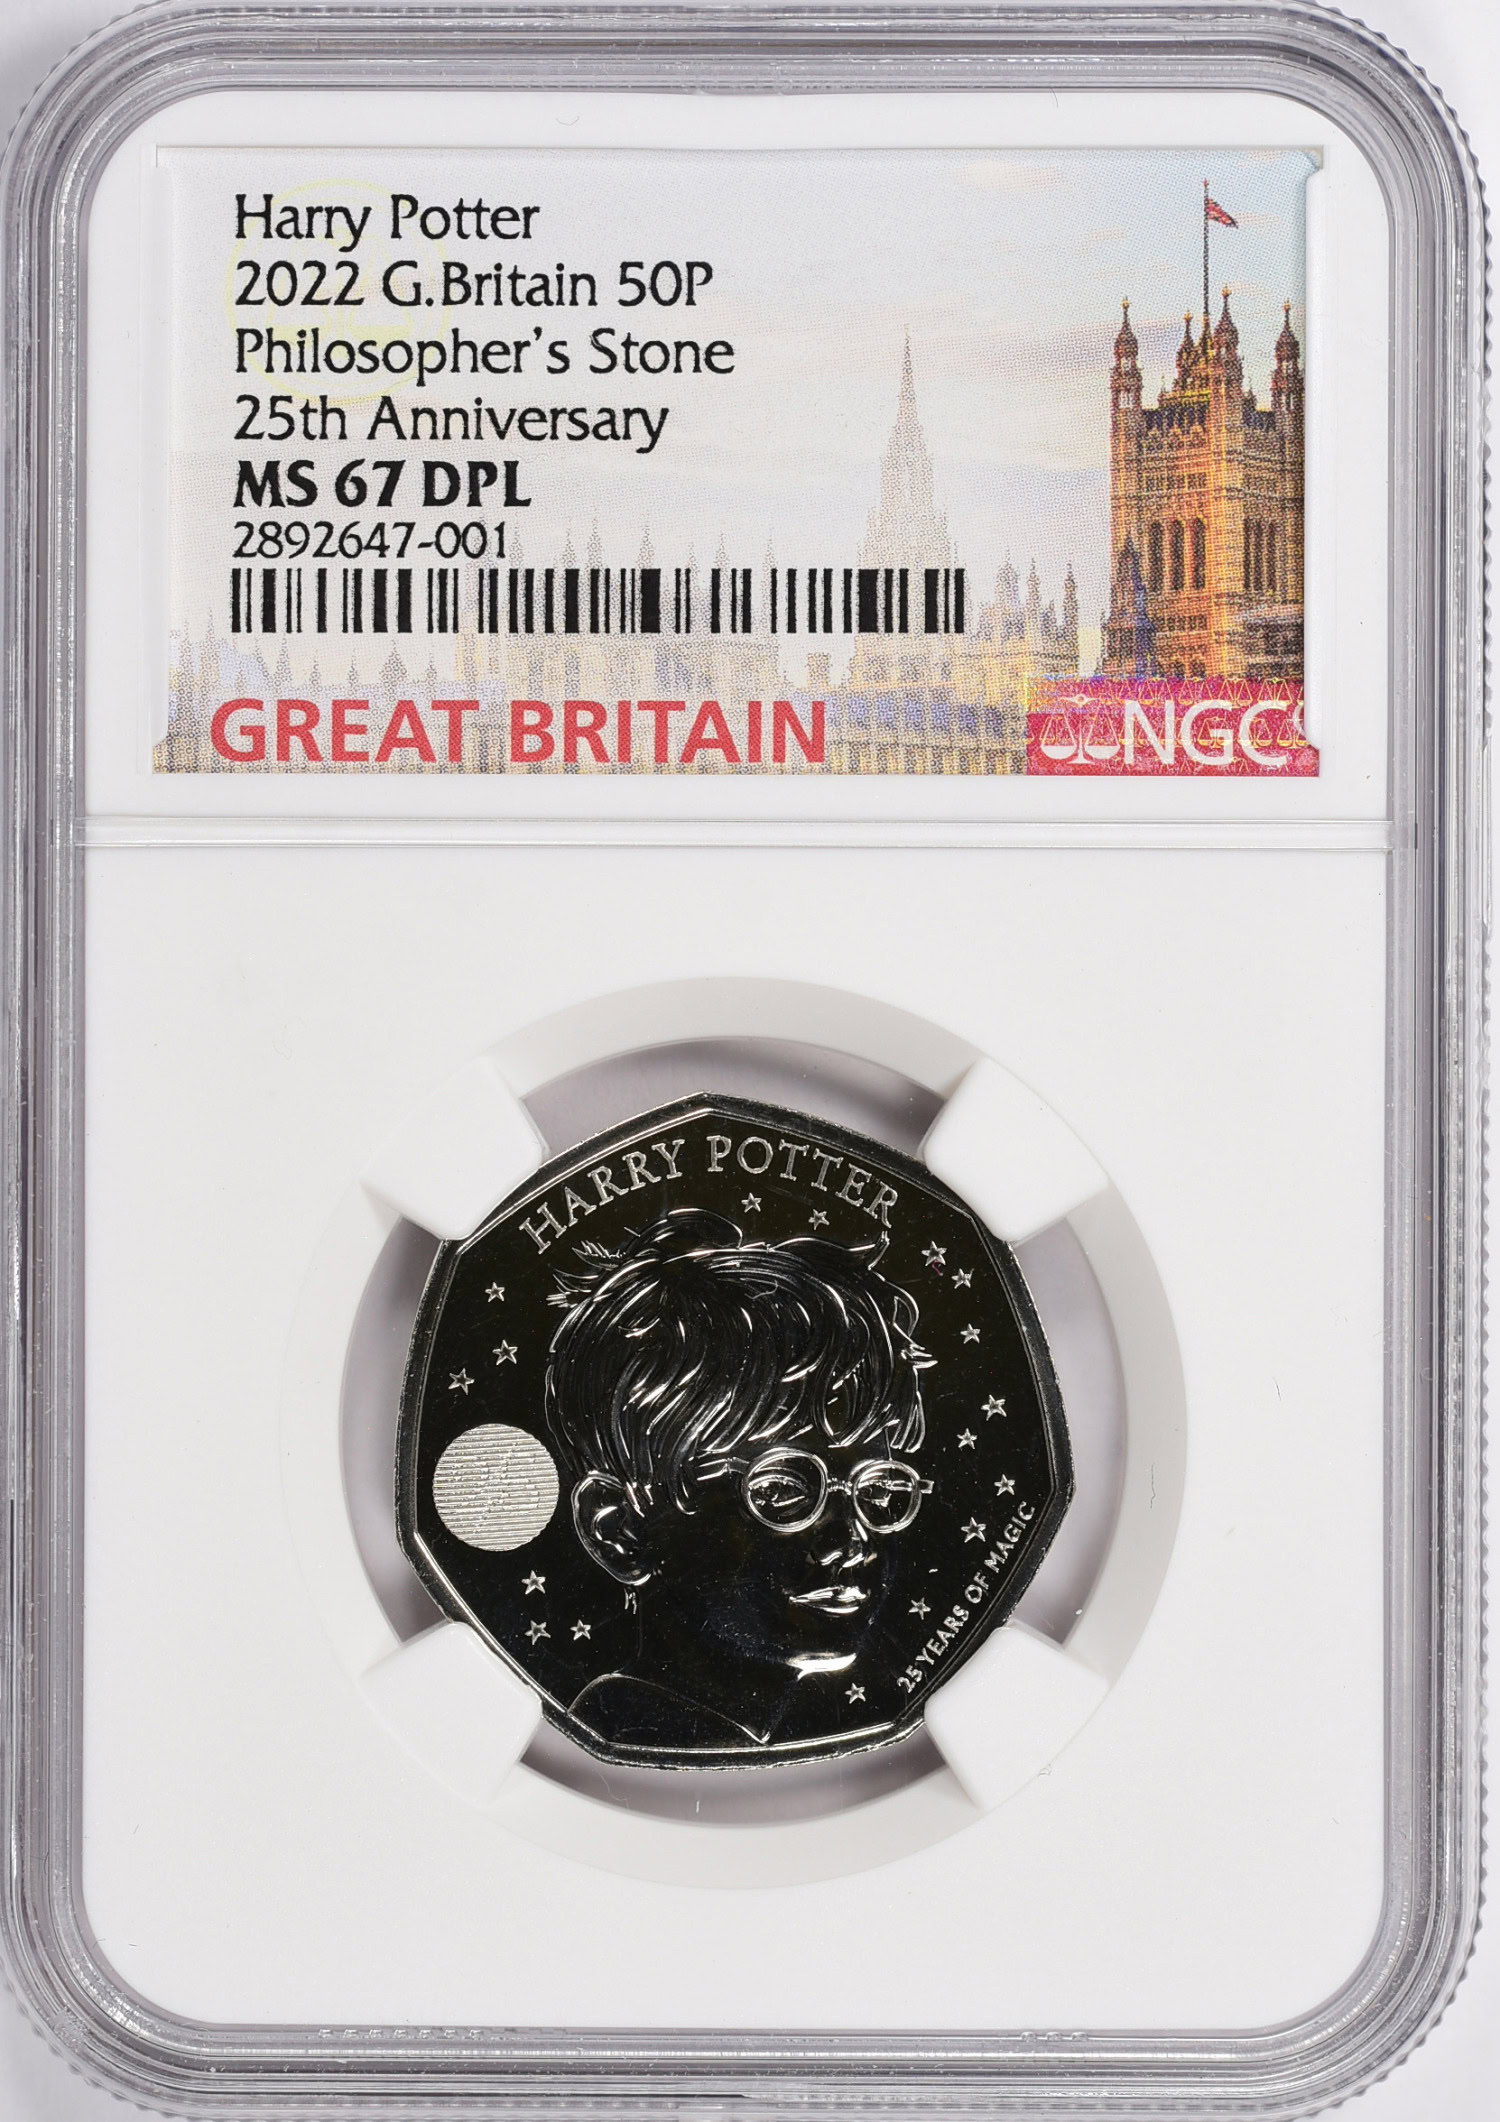 Harry Potter
2022 G.Britain 50P
Philosopher's Stone
25th Anniversary
MS 67 DPL
2892647-001
GREAT BRITAIN
NGC
HARRY POTTER
25 YEARS OF MAGIC